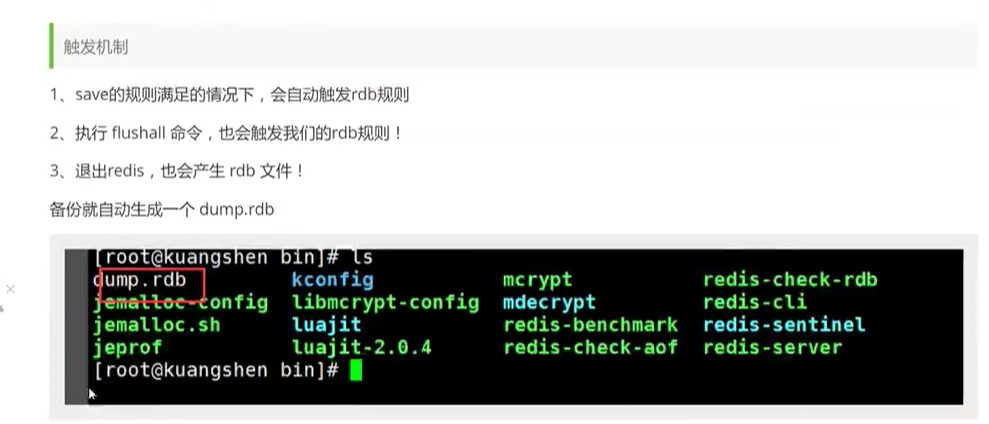 触发机制
1、save的规则满足的情况下，会自动触发rdb规则
2、执行 flushall 命令，也会触发我们的rdb规则！
3、退出redis，也会产生 rdb 文件！
备份就自动生成一个 dump.rdb
[root@kuangshen bin]# ls
dump.rdb kconfig mcrypt redis-check-rdb
jemalloc-config libmcrypt-config mdecrypt redis-cli
jemalloc.sh luajit redis-benchmark redis-sentinel
jeprof luajit-2.0.4 redis-check-aof redis-server
[root@kuangshen bin]#